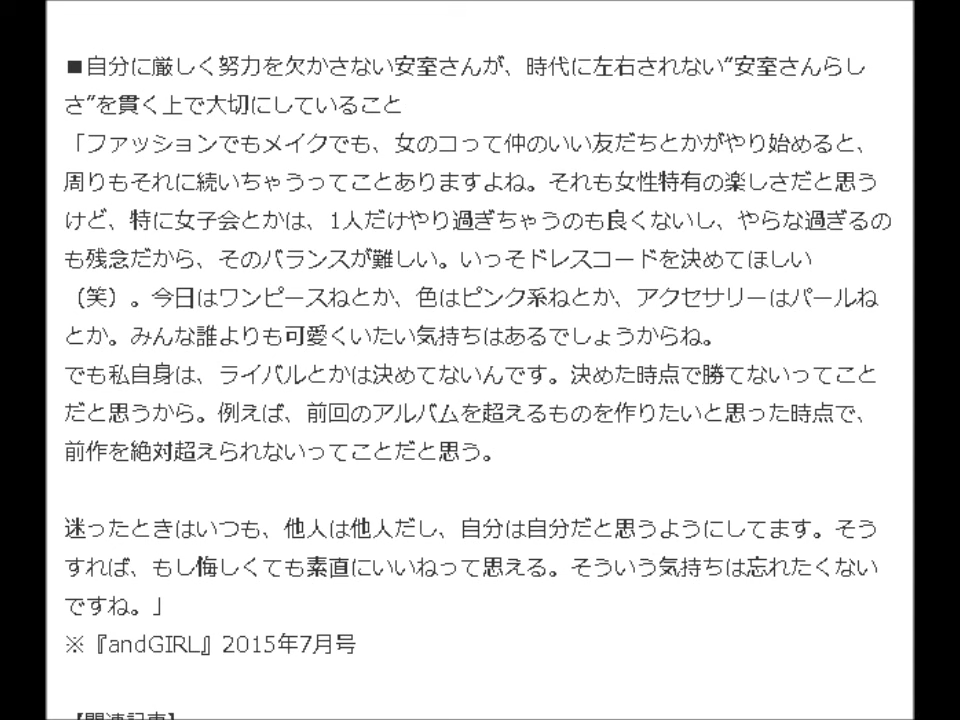 ■自分に厳しく努力を欠かさない安室さんが、時代に左右されない“安室さんらし
さ”を貫く上で大切にしていること
「ファッションでもメイクでも、女のコって仲のいい友だちとかがやり始めると、
周りもそれに続いちゃうってことありますよね。それも女性特有の楽しさだと思う
けど、特に女子会とかは、1人だけやり過ぎちゃうのも良くないし、やらな過ぎるの
も残念だから、そのバランスが難しい。いっそドレスコードを決めてほしい
（笑）。今日はワンピースねとか、色はピンク系ねとか、アクセサリーはパールね
とか。みんな誰よりも可愛くいたい気持ちはあるでしょうからね。
でも私自身は、ライバルとかは決めてないんです。決めた時点で勝てないってこと
だと思うから。例えば、前回のアルバムを超えるものを作りたいと思った時点で、
前作を絶対超えられないってことだと思う。
迷ったときはいつも、他人は他人だし、自分は自分だと思うようにしてます。そう
すれば、もし悔しくても素直にいいねって思える。そういう気持ちは忘れたくない
ですね。」
※『andGIRL』2015年7月号
【関連記事】